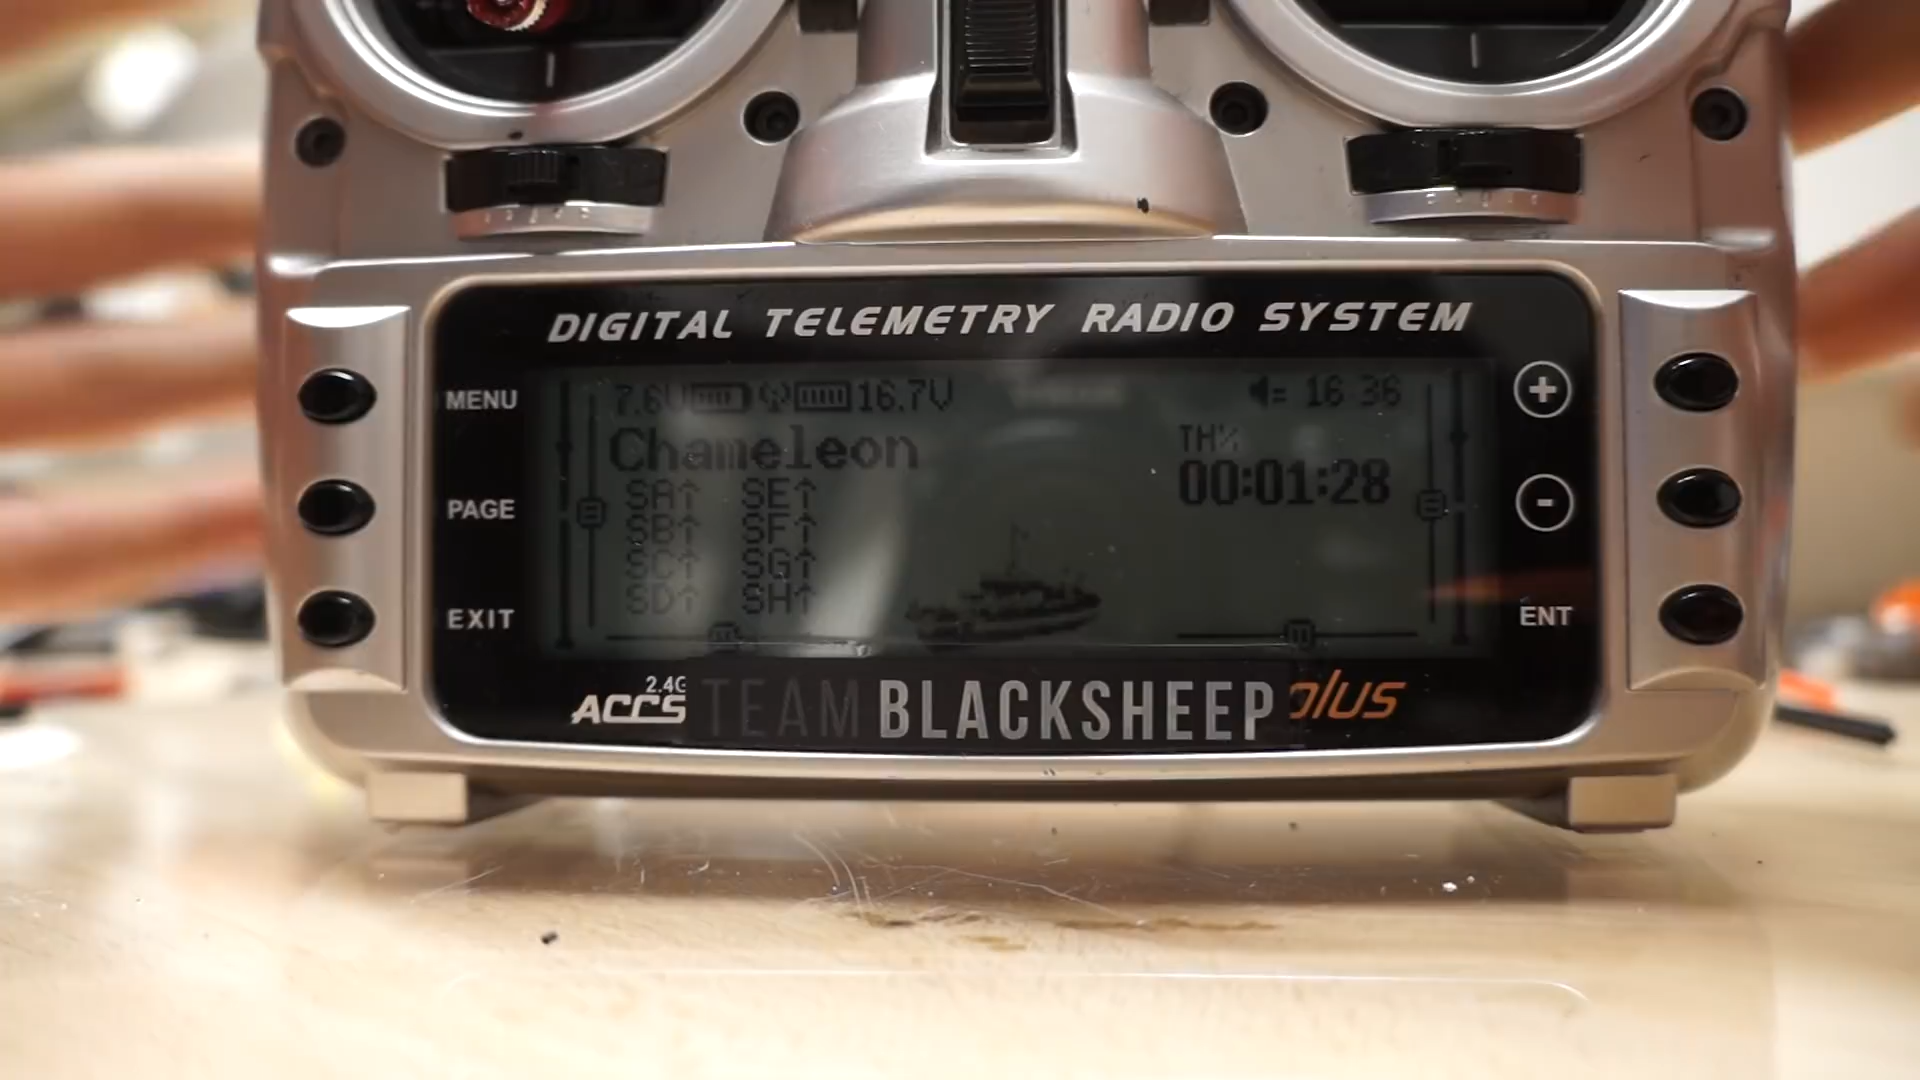 DIGITAL TELEMETRY RADIO SYSTEM
MENU
PAGE
EXIT
7.6V 16.7V 16:36
Chameleon
TH%
00:01:28
SA↑ SE↑
SB↑ SF↑
SC↑ SG↑
SD↑ SH↑
+
-
ENT
2.4G
ACCS
TEAM BLACKSHEEP
plus